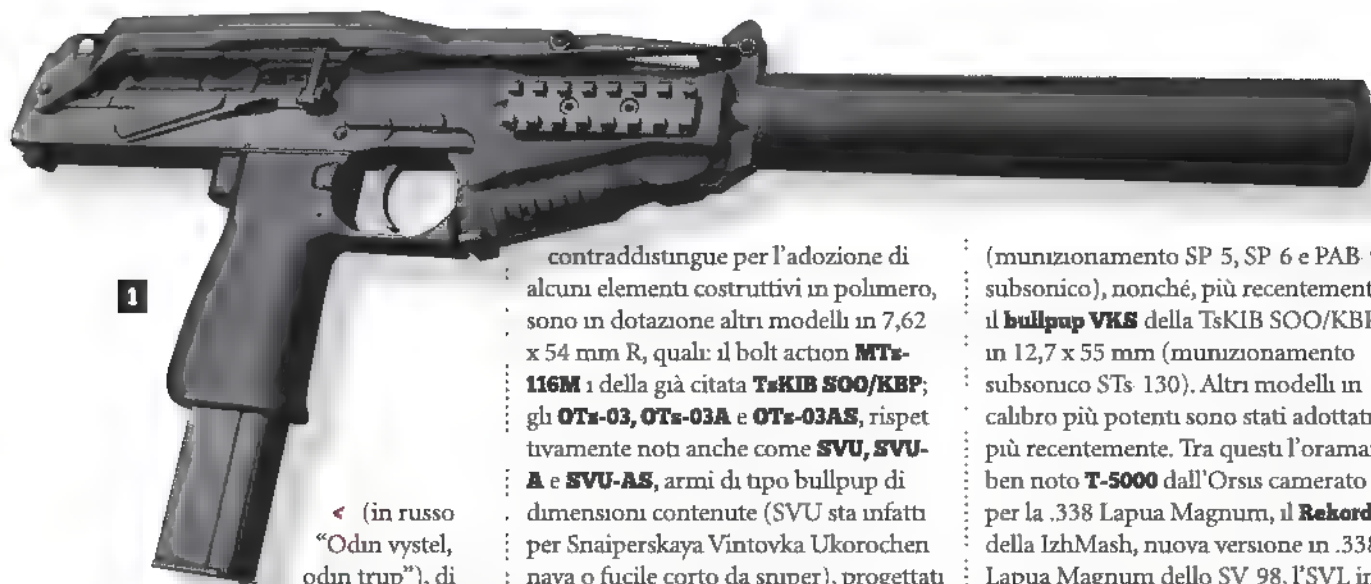 1
< (in russo
"Odin vystel,
odin trup"), di
contraddistingue per l'adozione di
alcuni elementi costruttivi in polimero,
sono in dotazione altri modelli in 7,62
x 54 mm R, quali: il bolt action MTs-
116M i della già citata TsKIB SOO/KBP;
gli OTs-03, OTs-03A e OTs-03AS, rispet
tivamente noti anche come SVU, SVU-
A e SVU-AS, armi di tipo bullpup di
dimensioni contenute (SVU sta infatti
per Snaiperskaya Vintovka Ukorochen
naya o fucile corto da sniper), progettati
(munizionamento SP 5, SP 6 e PAB
subsonico), nonché, più recentement
il bullpup VKS della TsKIB SOO/KBP
in 12,7 x 55 mm (munizionamento
subsonico STs 130). Altri modelli in
calibro più potenti sono stati adottati
più recentemente. Tra questi l'oramai
ben noto T-5000 dall'Orsis camerato
per la .338 Lapua Magnum, il Rekord
della IzhMash, nuova versione in .338
Lapua Magnum dello SV 98, l'SVL in